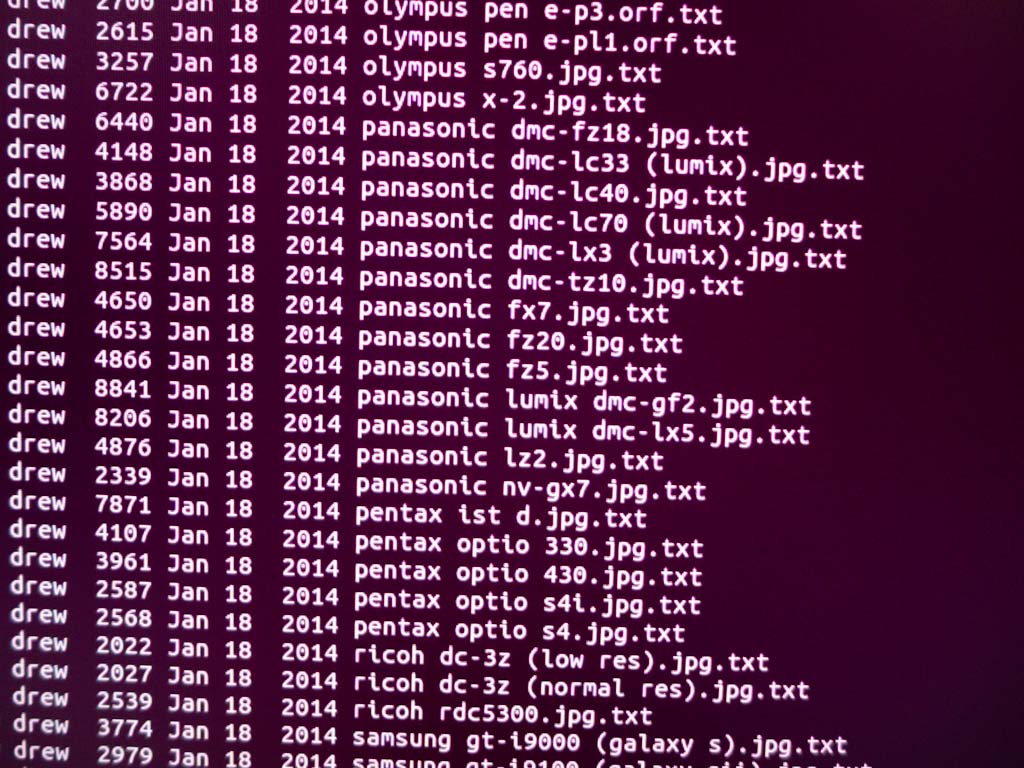 drew 2700 Jan 18 2014 olympus pen e-p3.orf.txt
drew 2615 Jan 18 2014 olympus pen e-pl1.orf.txt
drew 3257 Jan 18 2014 olympus s760.jpg.txt
drew 6722 Jan 18 2014 olympus x-2.jpg.txt
drew 6440 Jan 18 2014 panasonic dmc-fz18.jpg.txt
drew 4148 Jan 18 2014 panasonic dmc-lc33 (lumix).jpg.txt
drew 3868 Jan 18 2014 panasonic dmc-lc40.jpg.txt
drew 5890 Jan 18 2014 panasonic dmc-lc70 (lumix).jpg.txt
drew 7564 Jan 18 2014 panasonic dmc-lx3 (lumix).jpg.txt
drew 8515 Jan 18 2014 panasonic dmc-tz10.jpg.txt
drew 4650 Jan 18 2014 panasonic fx7.jpg.txt
drew 4653 Jan 18 2014 panasonic fz20.jpg.txt
drew 4866 Jan 18 2014 panasonic fz5.jpg.txt
drew 8841 Jan 18 2014 panasonic lumix dmc-gf2.jpg.txt
drew 8206 Jan 18 2014 panasonic lumix dmc-lx5.jpg.txt
drew 4876 Jan 18 2014 panasonic lz2.jpg.txt
drew 2339 Jan 18 2014 panasonic nv-gx7.jpg.txt
drew 7871 Jan 18 2014 pentax ist d.jpg.txt
drew 4107 Jan 18 2014 pentax optio 330.jpg.txt
drew 3961 Jan 18 2014 pentax optio 430.jpg.txt
drew 2587 Jan 18 2014 pentax optio s4i.jpg.txt
drew 2568 Jan 18 2014 pentax optio s4.jpg.txt
drew 2022 Jan 18 2014 ricoh dc-3z (low res).jpg.txt
drew 2027 Jan 18 2014 ricoh dc-3z (normal res).jpg.txt
drew 2539 Jan 18 2014 ricoh rdc5300.jpg.txt
drew 3774 Jan 18 2014 samsung gt-i9000 (galaxy s).jpg.txt
drew 2979 Jan 18 2014 samsung gt-i9100 (galaxy sii).jpg.txt